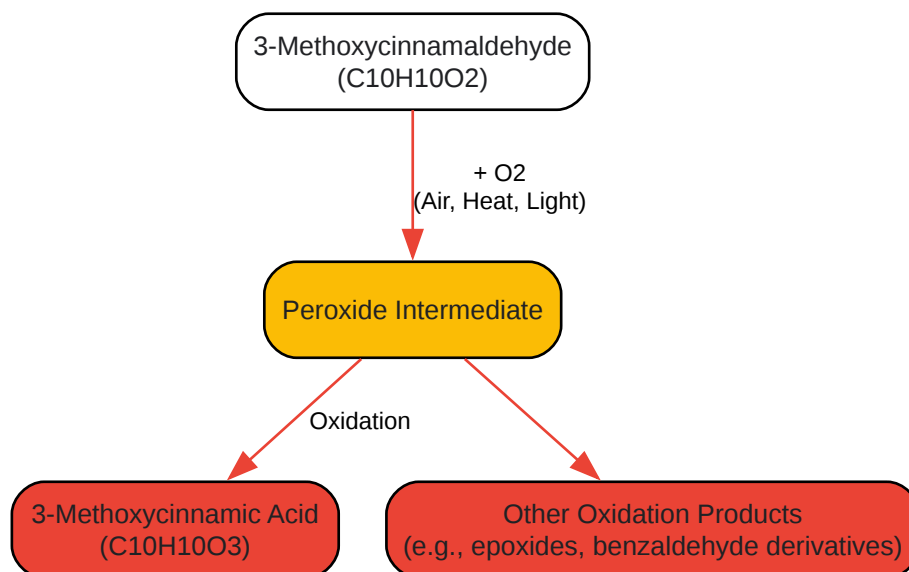 3-Methoxycinnamaldehyde
(C10H10O2)
+ O2
(Air, Heat, Light)
Peroxide Intermediate
Oxidation
3-Methoxycinnamic Acid
(C10H10O3)
Other Oxidation Products
(e.g., epoxides, benzaldehyde derivatives)